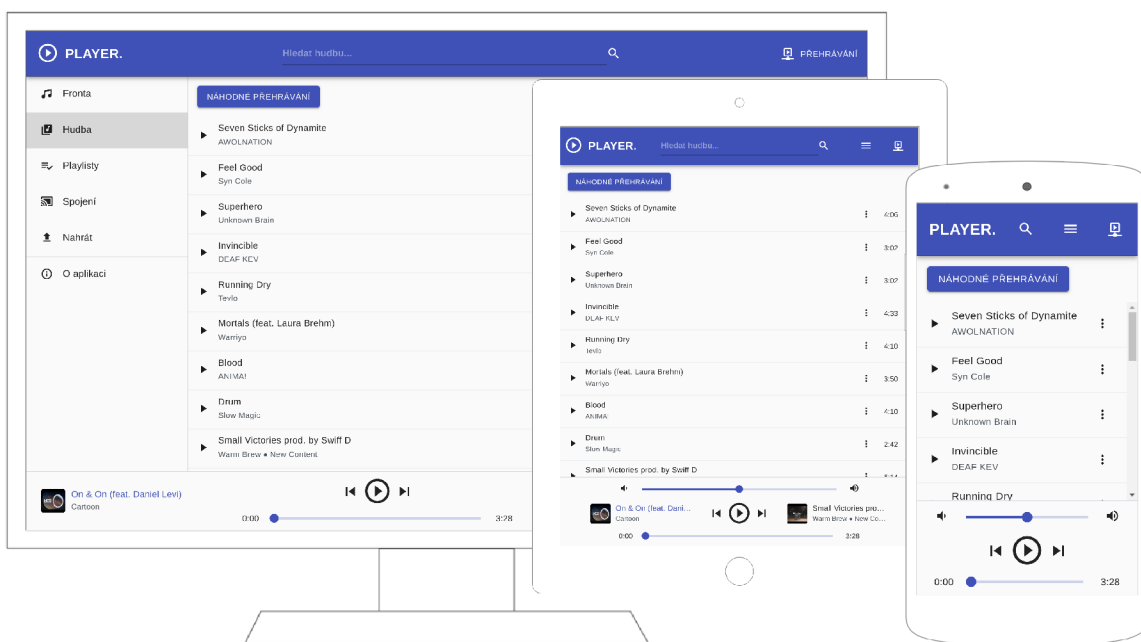 PLAYER.
Hledat hudbu...
PŘEHRÁVÁNÍ
Fronta
Hudba
Playlisty
Spojení
Nahrát
O aplikaci
NÁHODNÉ PŘEHRÁVÁNÍ
Seven Sticks of Dynamite
AWOLNATION
Feel Good
Syn Cole
Superhero
Unknown Brain
Invincible
DEAF KEV
Running Dry
Tevlo
Mortals (feat. Laura Brehm)
Warriyo
Blood
ANIMA!
Drum
Slow Magic
Small Victories prod. by Swiff D
Warm Brew ● New Content
On & On (feat. Daniel Levi)
Cartoon
0:00
3:28
PLAYER.
Hledat hudbu...
NÁHODNÉ PŘEHRÁVÁNÍ
Seven Sticks of Dynamite
AWOLNATION
4:06
Feel Good
Syn Cole
3:02
Superhero
Unknown Brain
3:02
Invincible
DEAF KEV
4:33
Running Dry
Tevlo
4:10
Mortals (feat. Laura Brehm)
Warriyo
3:50
Blood
ANIMA!
4:10
Drum
Slow Magic
2:42
Small Victories prod. by Swiff D
On & On (feat. Dani...
Cartoon
Small Victories pro...
Warm Brew ● New Co...
0:00
3:28
PLAYER.
NÁHODNÉ PŘEHRÁVÁNÍ
Seven Sticks of Dynamite
AWOLNATION
Feel Good
Syn Cole
Superhero
Unknown Brain
Invincible
DEAF KEV
Running Dry
0:00
3:28